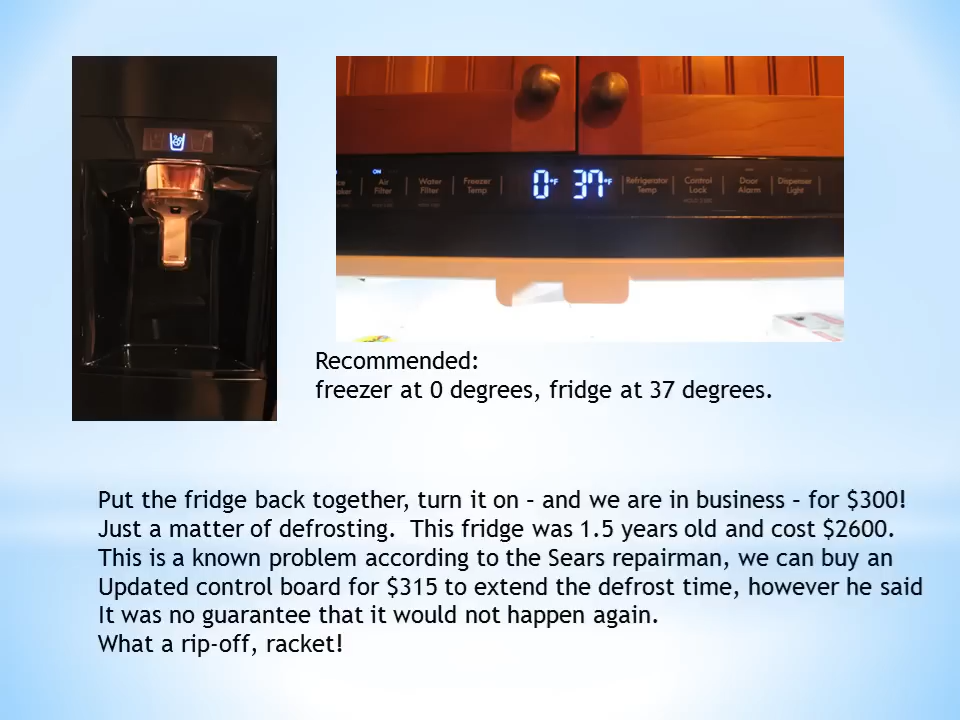 ON
Air
Filter
Water
Filter
Freezer
Temp
0°F 37°F
Refrigerator
Temp
Control
Lock
Door
Alarm
Dispenser
Light
Recommended:
freezer at 0 degrees, fridge at 37 degrees.
Put the fridge back together, turn it on – and we are in business – for $300!
Just a matter of defrosting.  This fridge was 1.5 years old and cost $2600.
This is a known problem according to the Sears repairman, we can buy an
Updated control board for $315 to extend the defrost time, however he said
It was no guarantee that it would not happen again.
What a rip-off, racket!